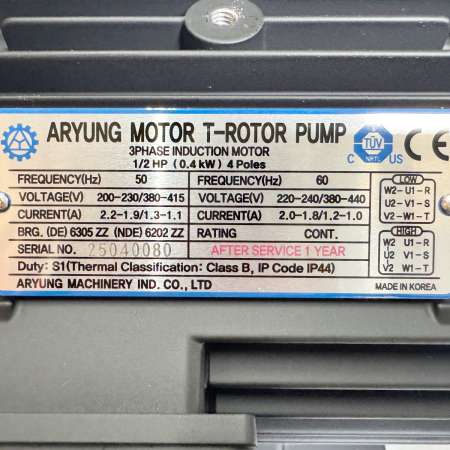 ARYUNG MOTOR T-ROTOR PUMP
3PHASE INDUCTION MOTOR
1/2 HP (0.4 kW) 4 Poles
TÜV
C US
CE
FREQUENCY(Hz) 50 FREQUENCY(Hz) 60
VOLTAGE(V) 200-230/380-415 VOLTAGE(V) 220-240/380-440
CURRENT(A) 2.2-1.9/1.3-1.1 CURRENT(A) 2.0-1.8/1.2-1.0
BRG. (DE) 6305 ZZ (NDE) 6202 ZZ RATING CONT.
SERIAL NO. 25040080 AFTER SERVICE 1 YEAR
Duty: S1(Thermal Classification: Class B, IP Code IP44)
ARYUNG MACHINERY IND. CO., LTD
LOW
W2-U1-R
U2-V1-S
V2-W1-T
HIGH
W2 U1-R
U2 V1-S
V2 W1-T
MADE IN KOREA